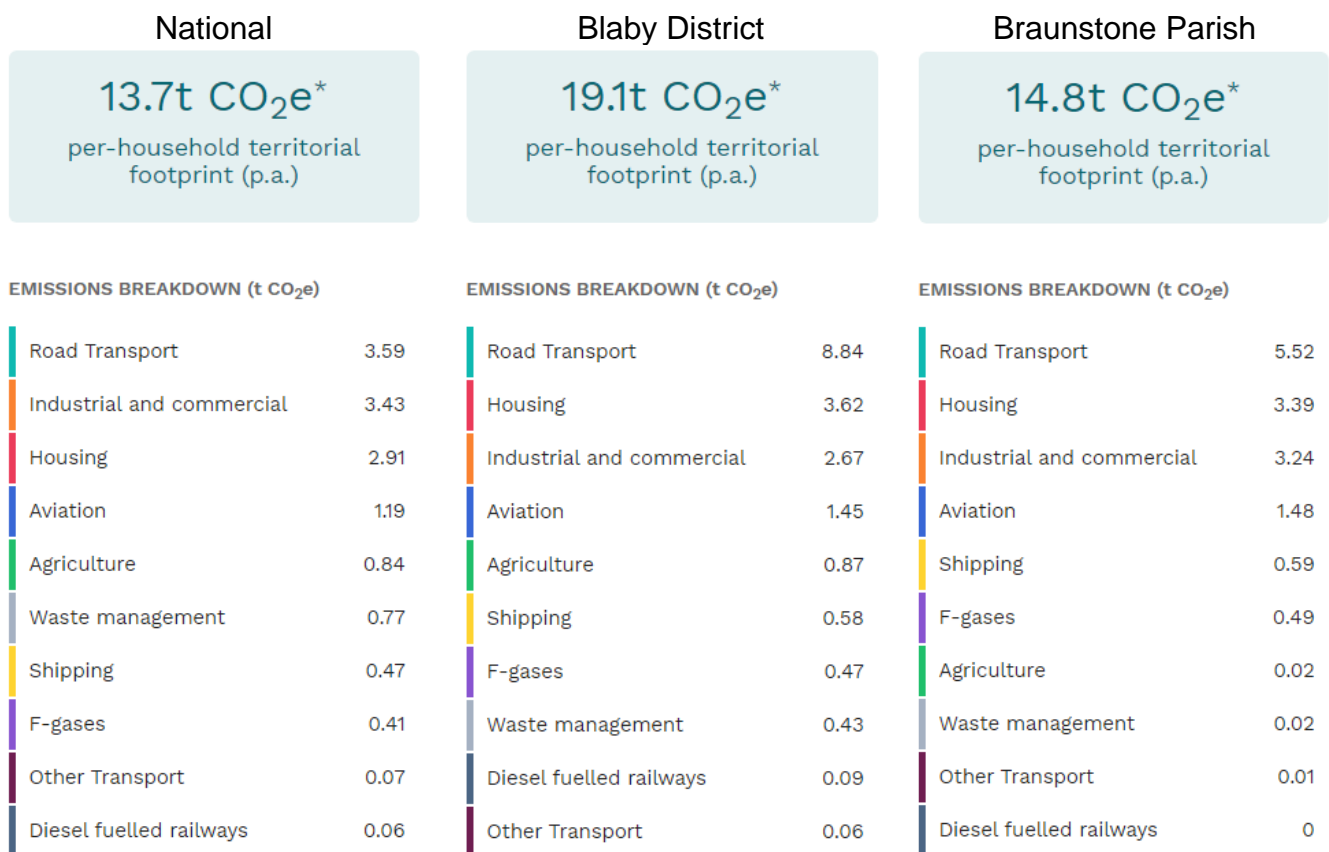 National
13.7t CO₂e*
per-household territorial
footprint (p.a.)
EMISSIONS BREAKDOWN (t CO₂e)
Road Transport 3.59
Industrial and commercial 3.43
Housing 2.91
Aviation 1.19
Agriculture 0.84
Waste management 0.77
Shipping 0.47
F-gases 0.41
Other Transport 0.07
Diesel fuelled railways 0.06
Blaby District
19.1t CO₂e*
per-household territorial
footprint (p.a.)
EMISSIONS BREAKDOWN (t CO₂e)
Road Transport 8.84
Housing 3.62
Industrial and commercial 2.67
Aviation 1.45
Agriculture 0.87
Shipping 0.58
F-gases 0.47
Waste management 0.43
Diesel fuelled railways 0.09
Other Transport 0.06
Braunstone Parish
14.8t CO₂e*
per-household territorial
footprint (p.a.)
EMISSIONS BREAKDOWN (t CO₂e)
Road Transport 5.52
Housing 3.39
Industrial and commercial 3.24
Aviation 1.48
Shipping 0.59
F-gases 0.49
Agriculture 0.02
Waste management 0.02
Other Transport 0.01
Diesel fuelled railways 0